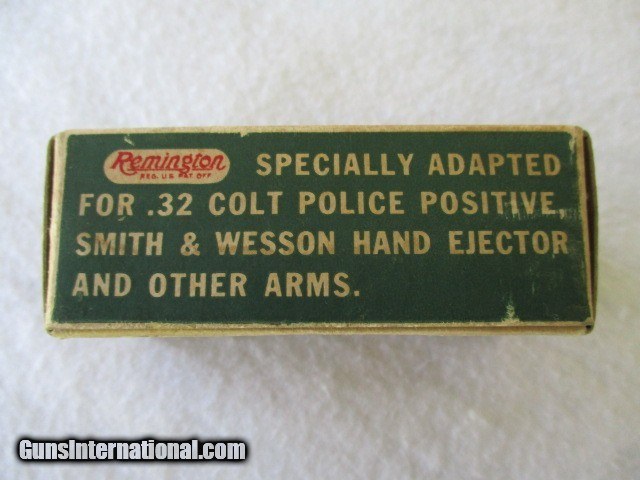 Remington SPECIALLY ADAPTED
REG. U.S. PAT. OFF.
FOR .32 COLT POLICE POSITIVE,
SMITH & WESSON HAND EJECTOR
AND OTHER ARMS.
GunsInternational.com